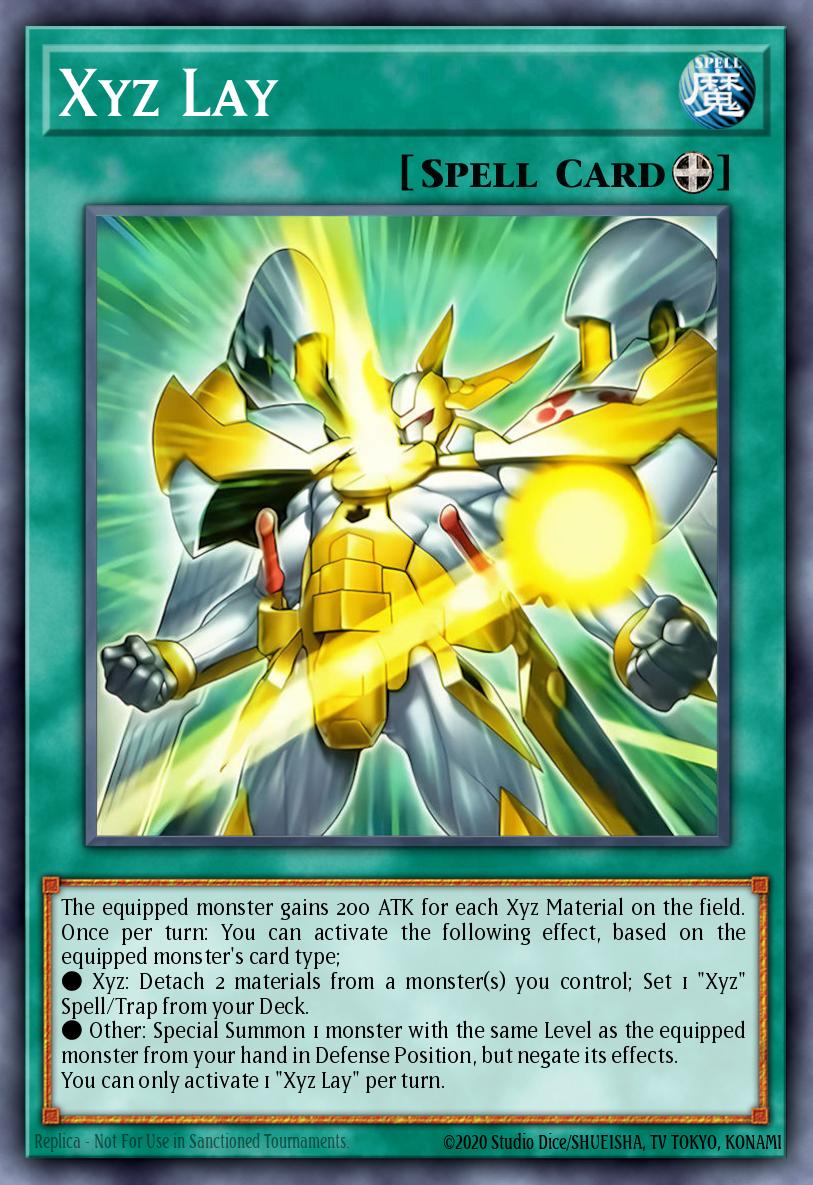 Xyz Lay
SPELL
魔
[Spell Card]
The equipped monster gains 200 ATK for each Xyz Material on the field.
Once per turn: You can activate the following effect, based on the
equipped monster's card type;
● Xyz: Detach 2 materials from a monster(s) you control; Set 1 "Xyz"
Spell/Trap from your Deck.
● Other: Special Summon 1 monster with the same Level as the equipped
monster from your hand in Defense Position, but negate its effects.
You can only activate 1 "Xyz Lay" per turn.
Replica - Not For Use in Sanctioned Tournaments.
©2020 Studio Dice/SHUEISHA, TV TOKYO, KONAMI